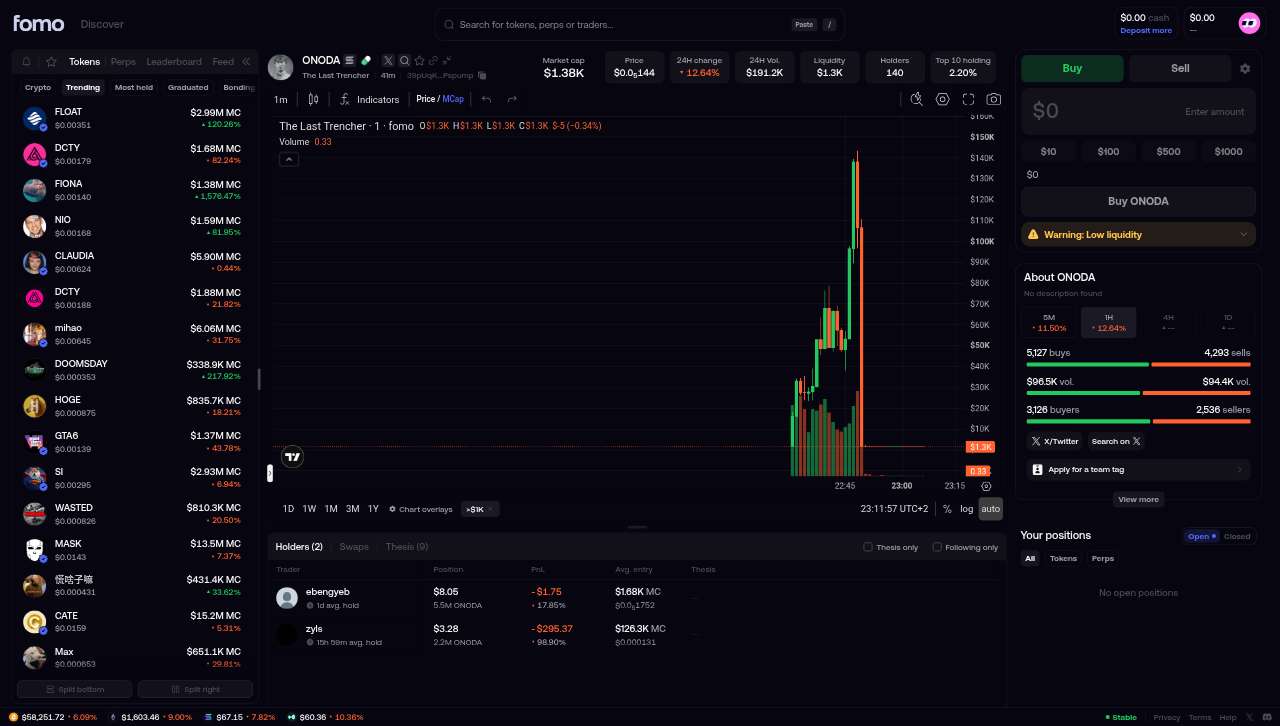 fomo Discover
Search for tokens, perps or traders... Paste /
$0.00 cash
Deposit more
$0.00
—
Tokens Perps Leaderboard Feed
Crypto Trending Most held Graduated Bonding
FLOAT $2.99M MC
$0.00351 120.26%
DCTY $1.68M MC
$0.00179 82.24%
FIONA $1.38M MC
$0.00140 1,576.47%
NIO $1.59M MC
$0.00168 81.95%
CLAUDIA $5.90M MC
$0.00624 0.44%
DCTY $1.88M MC
$0.00188 21.82%
mihao $6.06M MC
$0.00645 31.75%
DOOMSDAY $338.9K MC
$0.000353 217.92%
HOGE $835.7K MC
$0.000875 18.21%
GTA6 $1.37M MC
$0.00139 43.78%
SI $2.93M MC
$0.00295 6.94%
WASTED $810.3K MC
$0.000826 20.50%
MASK $13.5M MC
$0.0143 7.37%
慌啥子嘛 $431.4K MC
$0.000431 33.62%
CATE $15.2M MC
$0.0159 5.31%
Max $651.1K MC
$0.000653 29.81%
Split bottom Split right
ONODA
The Last Trencher 41m 39pUqK...Pspump
Market cap
$1.38K
Price
$0.0₅144
24H change
12.64%
24H Vol.
$191.2K
Liquidity
$1.3K
Holders
140
Top 10 holding
2.20%
1m Indicators Price / MCap
The Last Trencher · 1 · fomo O$1.3K H$1.3K L$1.3K C$1.3K $-5 (−0.34%)
Volume 0.33
$160K
$150K
$140K
$130K
$120K
$110K
$100K
$90K
$80K
$70K
$60K
$50K
$40K
$30K
$20K
$10K
$1.3K
0.33
22:45 23:00 23:15
1D 1W 1M 3M 1Y Chart overlays >$1K 23:11:57 UTC+2 % log auto
Holders (2) Swaps Thesis (9) Thesis only Following only
Trader Position PnL Avg. entry Thesis
ebengyeb $8.05 -$1.75 $1.68K MC
1d avg. hold 5.5M ONODA 17.85% $0.0₅1752
zyls $3.28 -$295.37 $126.3K MC
15h 59m avg. hold 2.2M ONODA 98.90% $0.000131
Buy Sell
$0 Enter amount
$10 $100 $500 $1000
$0
Buy ONODA
Warning: Low liquidity
About ONODA
No description found
5M 1H 4H 1D
11.50% 12.64% -- --
5,127 buys 4,293 sells
$96.5K vol. $94.4K vol.
3,126 buyers 2,536 sellers
X/Twitter Search on X
Apply for a team tag
View more
Your positions Open Closed
All Tokens Perps
No open positions
$58,251.72 6.09% $1,603.46 9.00% $67.15 7.82% $60.36 10.36% Stable Privacy Terms Help